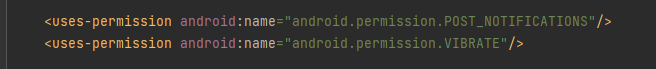 <uses-permission android:name="android.permission.POST_NOTIFICATIONS"/>
<uses-permission android:name="android.permission.VIBRATE"/>